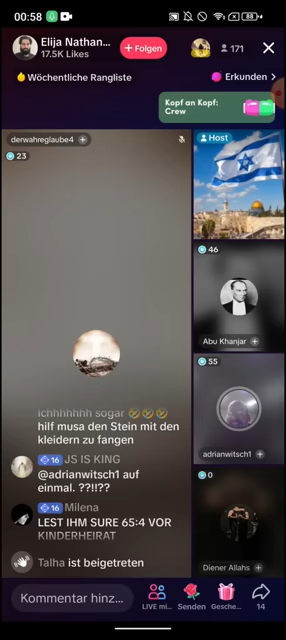 00:58
88
Elija Nathan...
17.5K Likes
+ Folgen
171
Wöchentliche Rangliste
Erkunden >
Kopf an Kopf:
Crew
derwahreglaube4 +
23
Host
46
Abu Khanjar +
55
adrianwitsch1 +
0
Diener Allahs +
ichhhhhhh sogar 🤣🤣🤣
hilf musa den Stein mit den
kleidern zu fangen
16 JS IS KING
@adrianwitsch1 auf
einmal. ??!!??
16 Milena
LEST IHM SURE 65:4 VOR
KINDERHEIRAT
Talha ist beigetreten
Kommentar hinz...
LIVE mi...
Senden
Gesche...
14